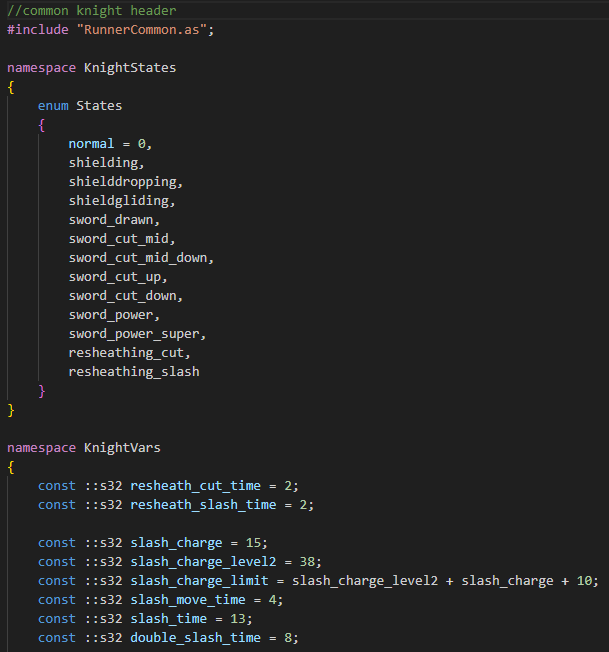 //common knight header
#include "RunnerCommon.as";
namespace KnightStates
{
enum States
{
normal = 0,
shielding,
shielddropping,
shieldgliding,
sword_drawn,
sword_cut_mid,
sword_cut_mid_down,
sword_cut_up,
sword_cut_down,
sword_power,
sword_power_super,
resheathing_cut,
resheathing_slash
}
}
namespace KnightVars
{
const ::s32 resheath_cut_time = 2;
const ::s32 resheath_slash_time = 2;
const ::s32 slash_charge = 15;
const ::s32 slash_charge_level2 = 38;
const ::s32 slash_charge_limit = slash_charge_level2 + slash_charge + 10;
const ::s32 slash_move_time = 4;
const ::s32 slash_time = 13;
const ::s32 double_slash_time = 8;